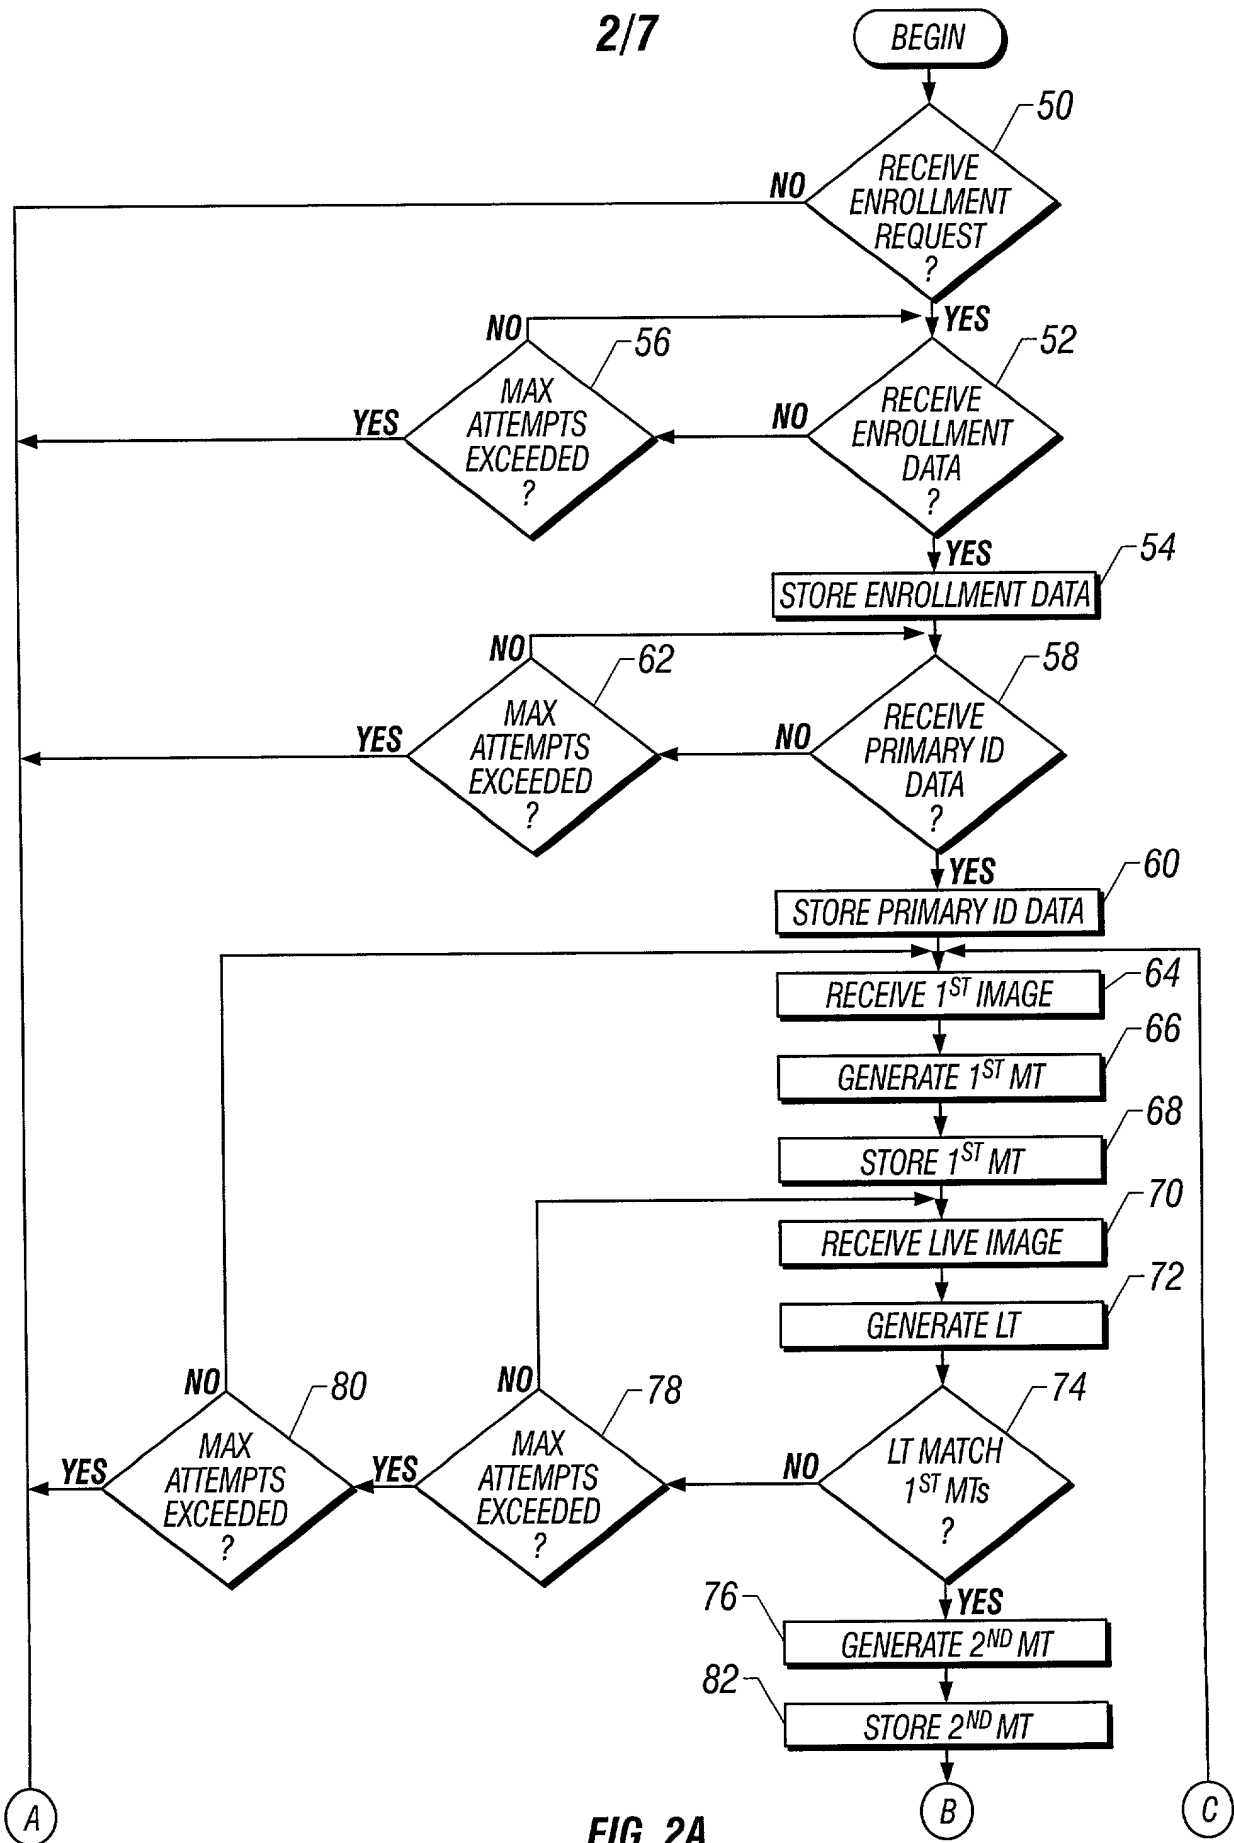 2/7
BEGIN
50
RECEIVE
ENROLLMENT
REQUEST
?
NO
YES
NO
56
MAX
ATTEMPTS
EXCEEDED
?
YES
52
RECEIVE
ENROLLMENT
DATA
?
NO
YES
54
STORE ENROLLMENT DATA
NO
62
MAX
ATTEMPTS
EXCEEDED
?
YES
58
RECEIVE
PRIMARY ID
DATA
?
NO
YES
60
STORE PRIMARY ID DATA
64
RECEIVE 1ST IMAGE
66
GENERATE 1ST MT
68
STORE 1ST MT
70
RECEIVE LIVE IMAGE
72
GENERATE LT
NO
80
MAX
ATTEMPTS
EXCEEDED
?
YES
NO
78
MAX
ATTEMPTS
EXCEEDED
?
YES
74
LT MATCH
1ST MTs
?
NO
YES
76
GENERATE 2ND MT
82
STORE 2ND MT
A
B
C
FIG. 2A